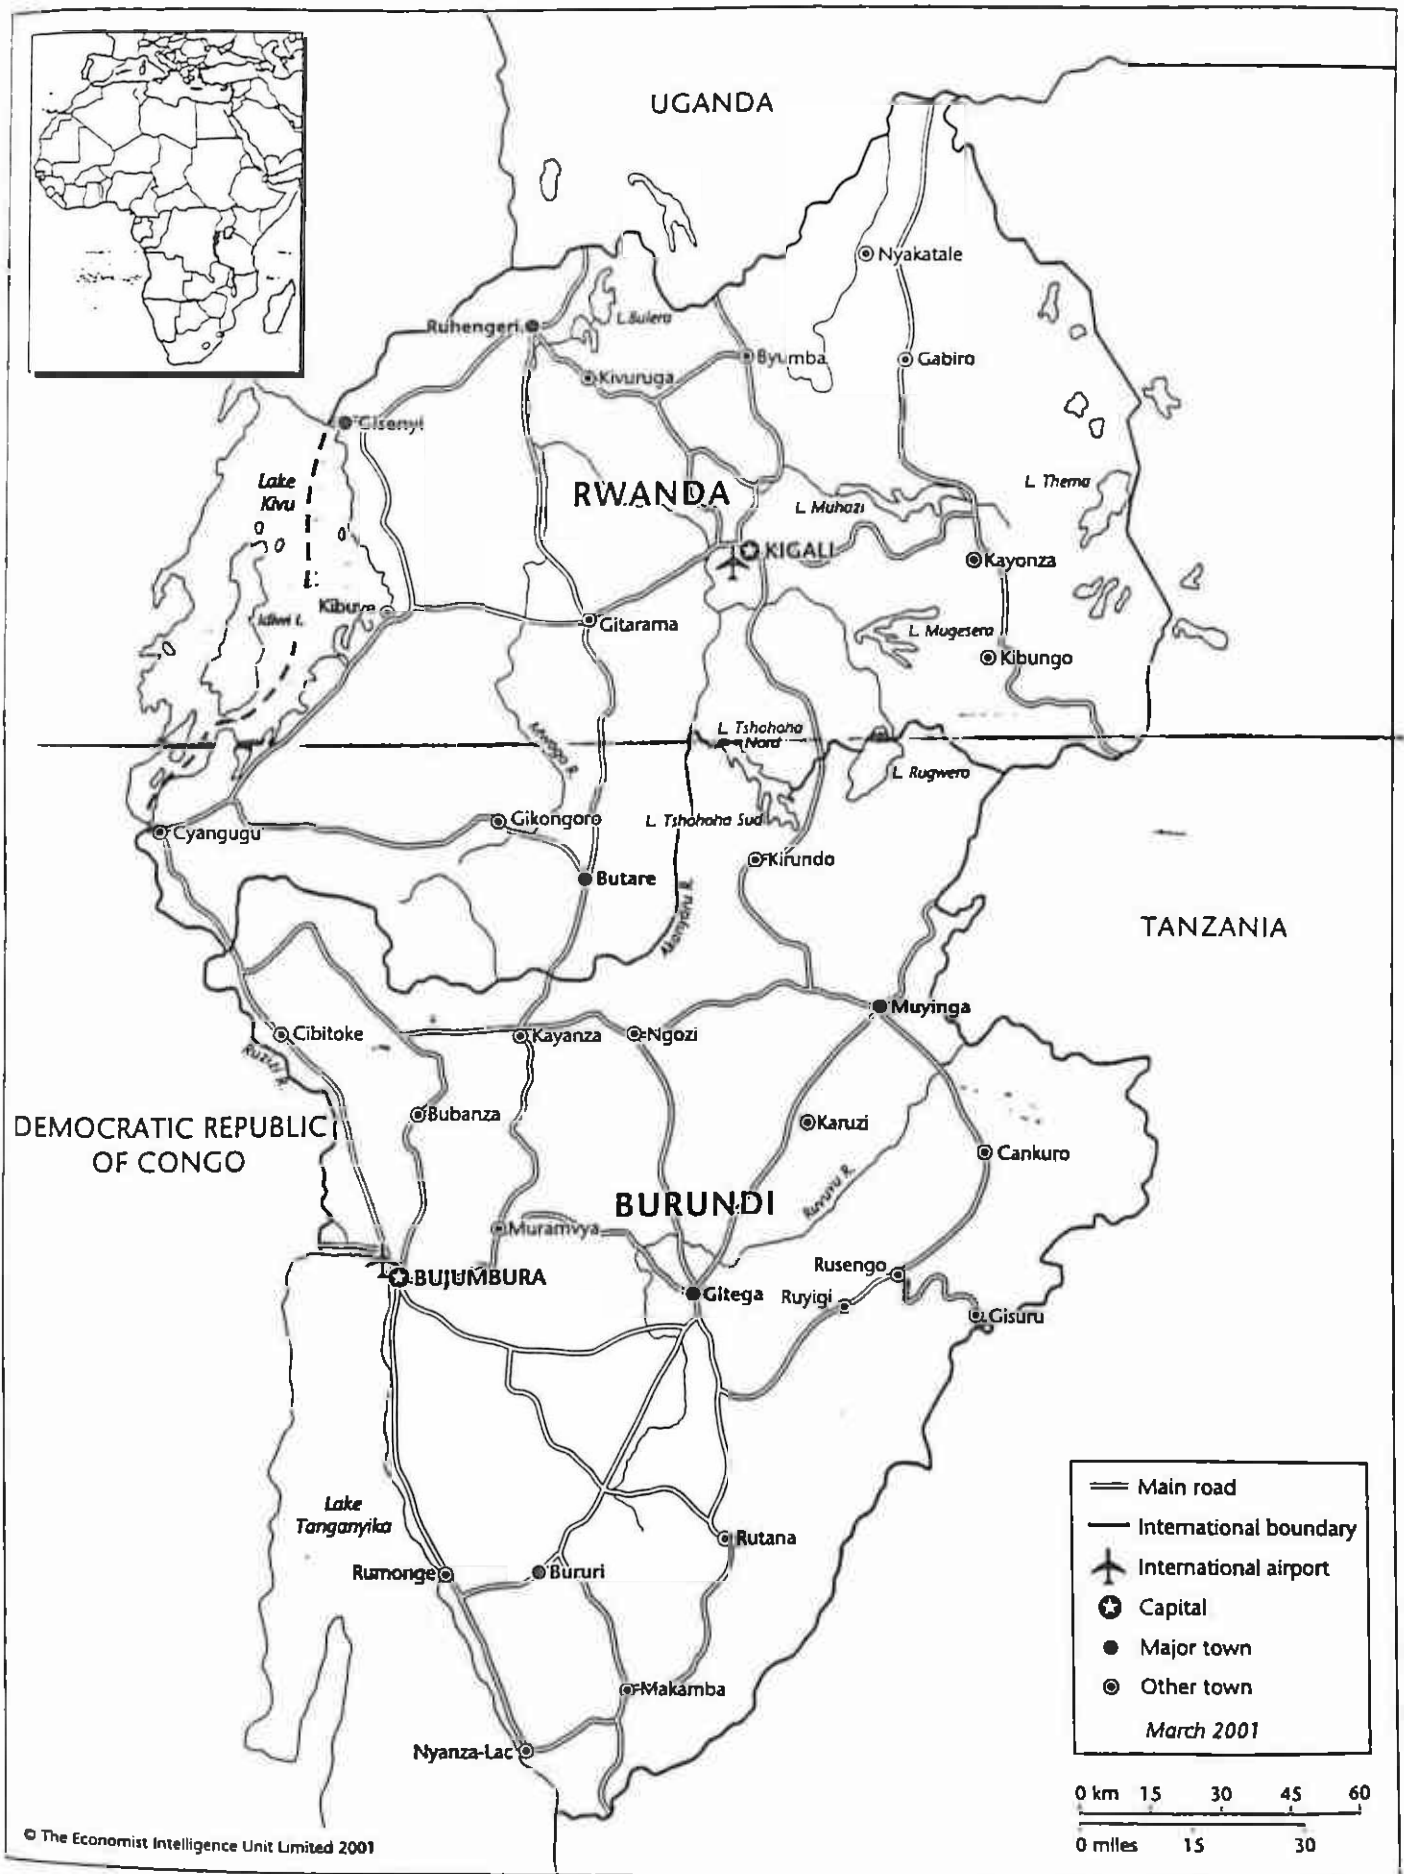 UGANDA
Nyakatale
Ruhengeri
L. Bulera
Byumba
Gabiro
Kivuruga
Gisenyi
Lake
Kivu
RWANDA
L. Thema
L. Muhazi
KIGALI
Kayonza
Kibuye
Idiwi I.
Gitarama
L. Mugesera
Kibungo
L. Tshohoha
Nord
Mwogo R.
L. Rugwero
Cyangugu
Gikongoro
L. Tshohoha Sud
Kirundo
Butare
Akanyaru R.
TANZANIA
Muyinga
Cibitoke
Kayanza
Ngozi
Ruzizi R.
Bubanza
Karuzi
DEMOCRATIC REPUBLIC
OF CONGO
Cankuro
BURUNDI
Ruvuvu R.
Muramvya
Rusengo
BUJUMBURA
Gitega
Ruyigi
Gisuru
Lake
Tanganyika
Rutana
Rumonge
Bururi
Makamba
Nyanza-Lac
Main road
International boundary
International airport
Capital
Major town
Other town
March 2001
0 km 15 30 45 60
0 miles 15 30
© The Economist Intelligence Unit Limited 2001